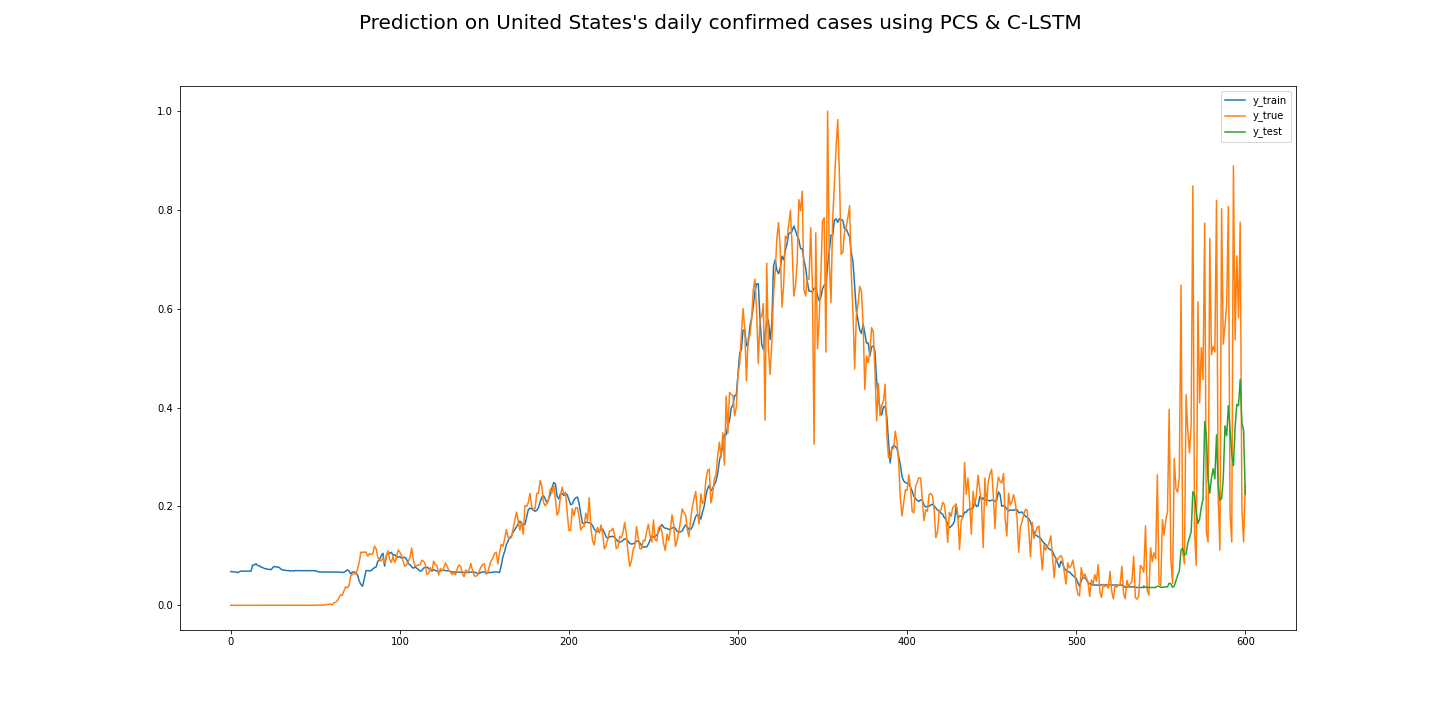 Prediction on United States's daily confirmed cases using PCS & C-LSTM
y_train
y_true
y_test
1.0
0.8
0.6
0.4
0.2
0.0
0 100 200 300 400 500 600